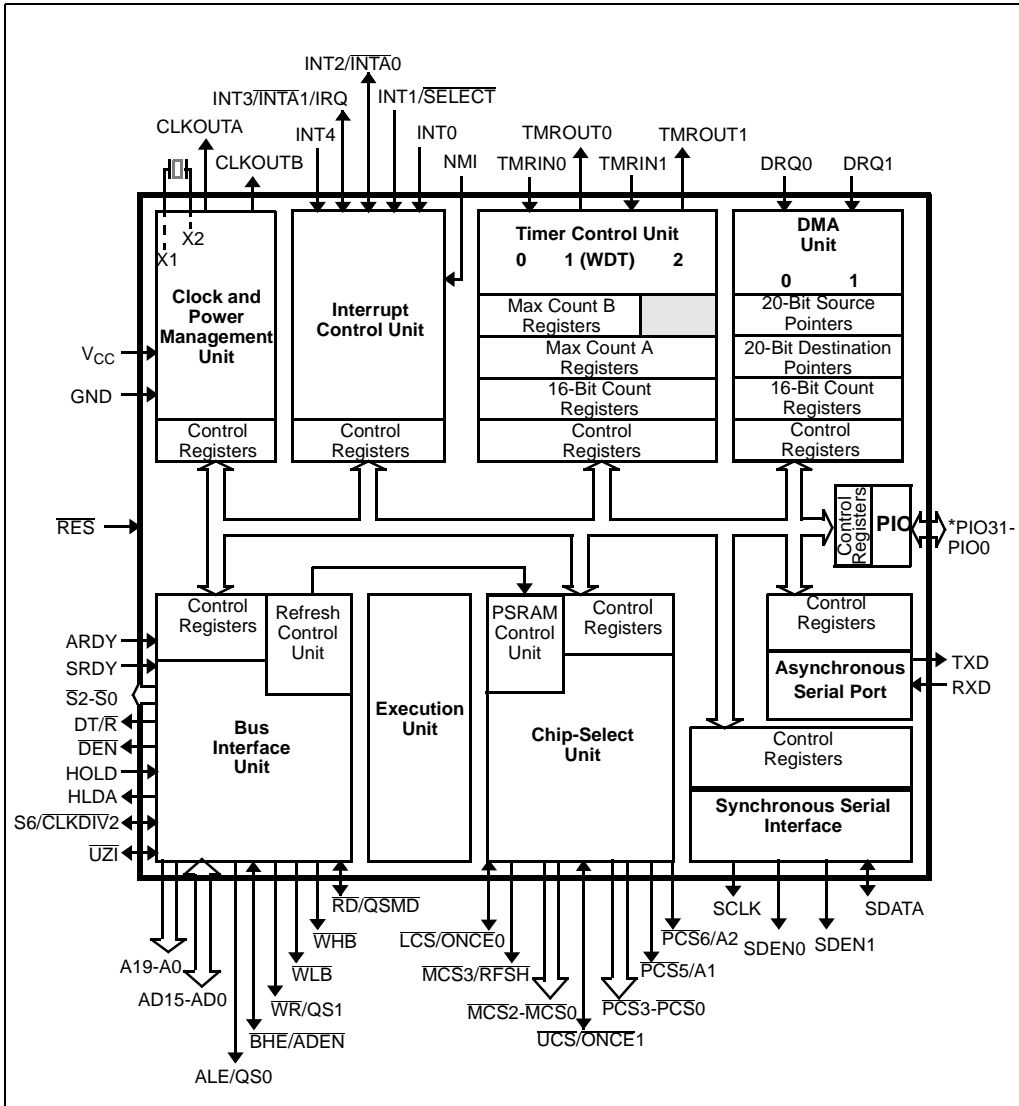 INT2/INTA0
INT3/INTA1/IRQ
INT1/SELECT
CLKOUTA
INT4
INT0
TMROUT0
TMROUT1
CLKOUTB
NMI
TMRIN0
TMRIN1
DRQ0
DRQ1
X2
X1
Clock and
Power
Management
Unit
Control
Registers
Interrupt
Control Unit
Control
Registers
Timer Control Unit
0 1 (WDT) 2
Max Count B
Registers
Max Count A
Registers
16-Bit Count
Registers
Control
Registers
DMA
Unit
0 1
20-Bit Source
Pointers
20-Bit Destination
Pointers
16-Bit Count
Registers
Control
Registers
VCC
GND
RES
Control
Registers
PIO
*PIO31-
PIO0
ARDY
SRDY
S2-S0
DT/R
DEN
HOLD
HLDA
S6/CLKDIV2
UZI
Control
Registers
Refresh
Control
Unit
Bus
Interface
Unit
Execution
Unit
PSRAM
Control
Unit
Control
Registers
Chip-Select
Unit
Control
Registers
Asynchronous
Serial Port
TXD
RXD
Control
Registers
Synchronous Serial
Interface
RD/QSMD
WHB
WLB
WR/QS1
BHE/ADEN
ALE/QS0
A19-A0
AD15-AD0
LCS/ONCE0
MCS3/RFSH
MCS2-MCS0
UCS/ONCE1
PCS3-PCS0
PCS5/A1
PCS6/A2
SCLK
SDEN0
SDEN1
SDATA